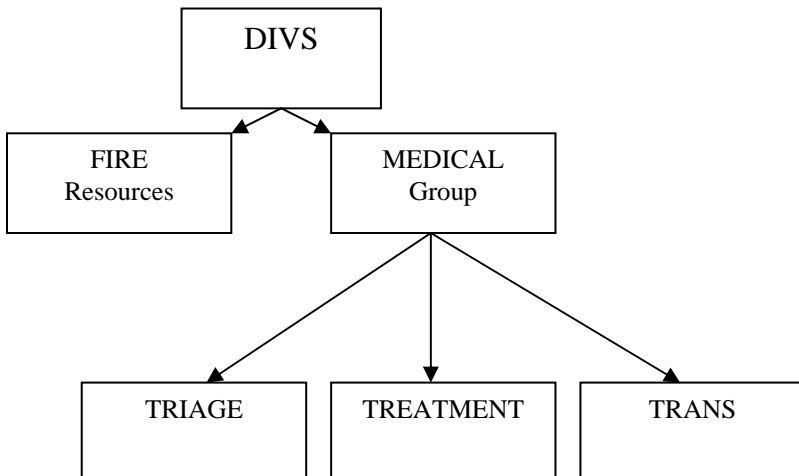 DIVS
FIRE
Resources
MEDICAL
Group
TRIAGE
TREATMENT
TRANS